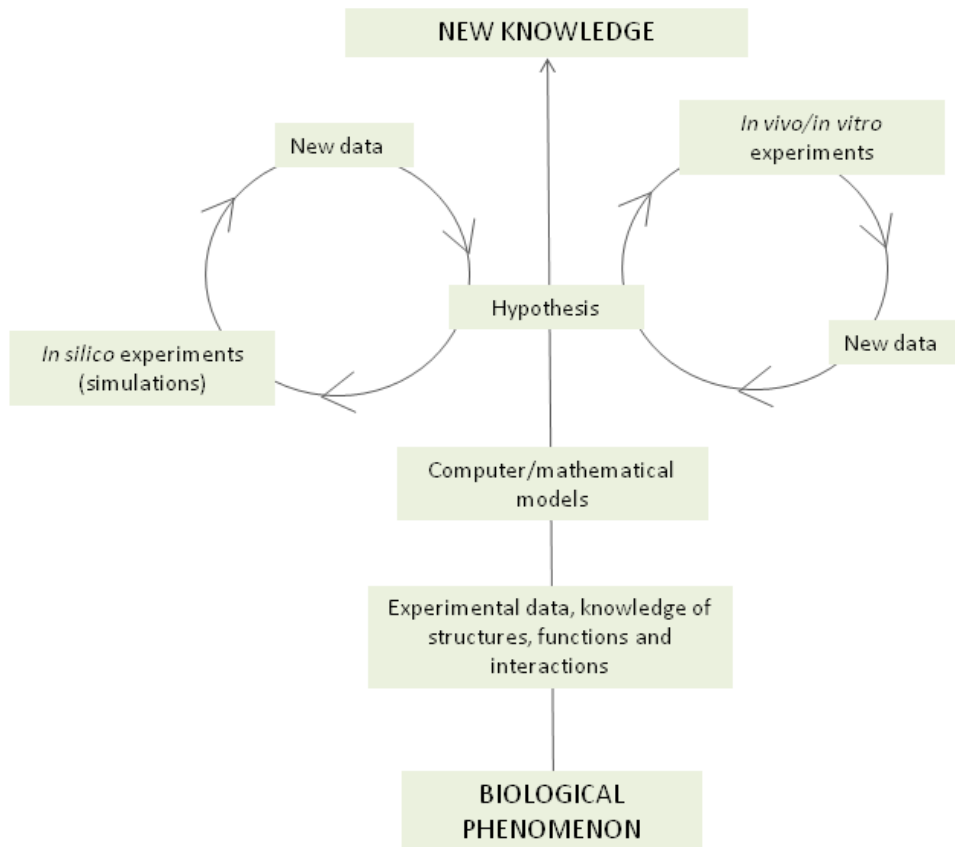 NEW KNOWLEDGE
New data
In vivo/in vitro
experiments
Hypothesis
In silico experiments
(simulations)
New data
Computer/mathematical
models
Experimental data, knowledge of
structures, functions and
interactions
BIOLOGICAL
PHENOMENON